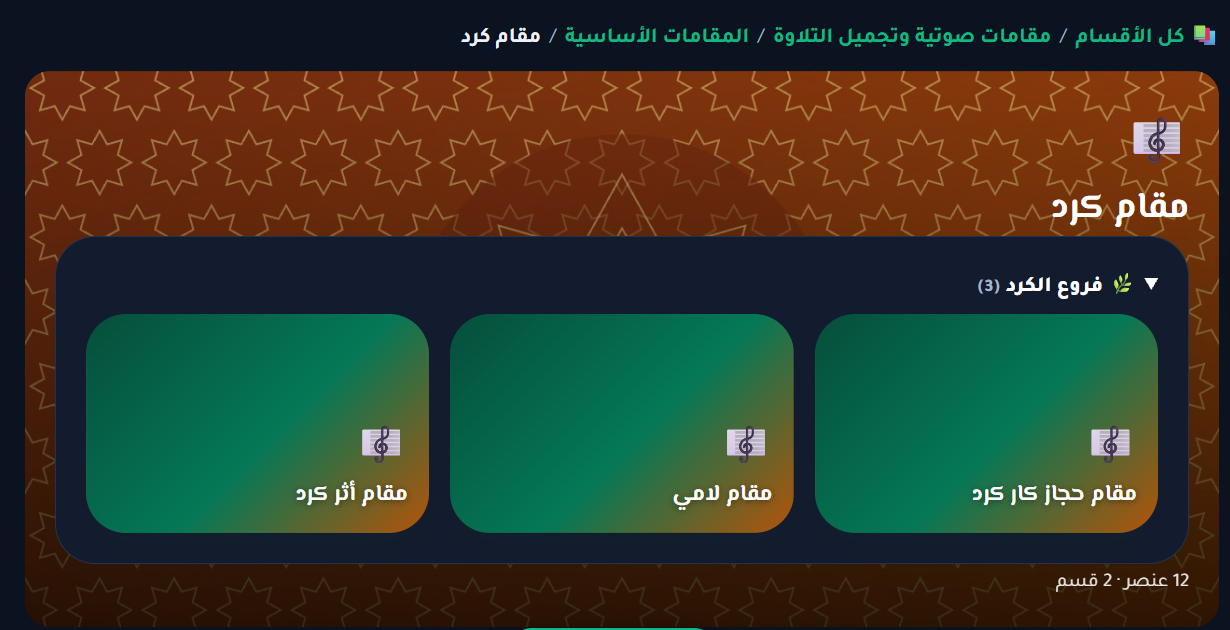 كل الأقسام / مقامات صوتية وتجميل التلاوة / المقامات الأساسية / مقام كرد
مقام كرد
فروع الكرد (3)
مقام حجاز كار كرد
مقام لامي
مقام أثر كرد
12 عنصر · 2 قسم